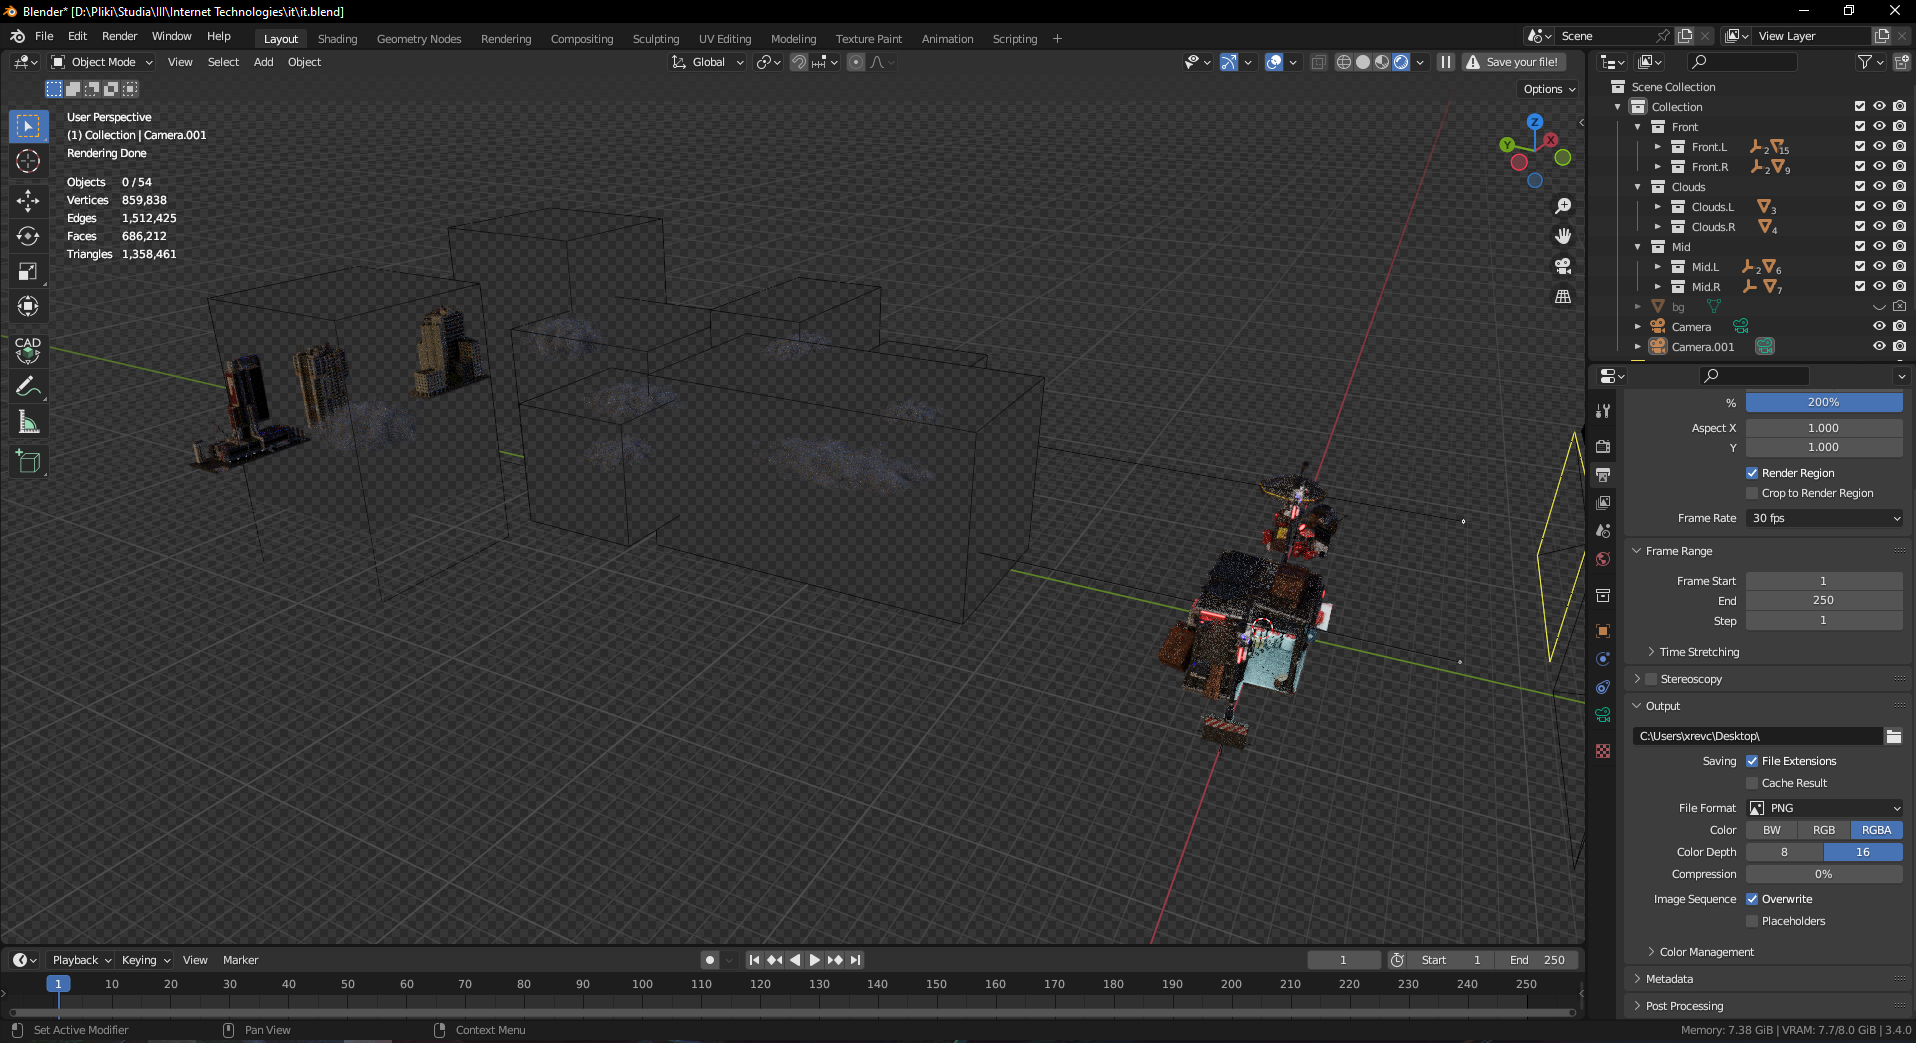 Blender* [D:\Pliki\Studia\III\Internet Technologies\it\it.blend]
File Edit Render Window Help Layout Shading Geometry Nodes Rendering Compositing Sculpting UV Editing Modeling Texture Paint Animation Scripting + Scene View Layer
Object Mode View Select Add Object Global Save your file!
Options
User Perspective
(1) Collection | Camera.001
Rendering Done
Objects 0 / 54
Vertices 859,838
Edges 1,512,425
Faces 686,212
Triangles 1,358,461
CAD
Z
X
Y
Scene Collection
Collection
Front
Front.L 2 15
Front.R 2 9
Clouds
Clouds.L 3
Clouds.R 4
Mid
Mid.L 2 6
Mid.R 7
bg
Camera
Camera.001
% 200%
Aspect X 1.000
Y 1.000
Render Region
Crop to Render Region
Frame Rate 30 fps
Frame Range
Frame Start 1
End 250
Step 1
Time Stretching
Stereoscopy
Output
C:\Users\xrevc\Desktop\
Saving File Extensions
Cache Result
File Format PNG
Color BW RGB RGBA
Color Depth 8 16
Compression 0%
Image Sequence Overwrite
Placeholders
Color Management
Metadata
Post Processing
Playback Keying View Marker 1 Start 1 End 250
1 10 20 30 40 50 60 70 80 90 100 110 120 130 140 150 160 170 180 190 200 210 220 230 240 250
Set Active Modifier Pan View Context Menu Memory: 7.38 GiB | VRAM: 7.7/8.0 GiB | 3.4.0